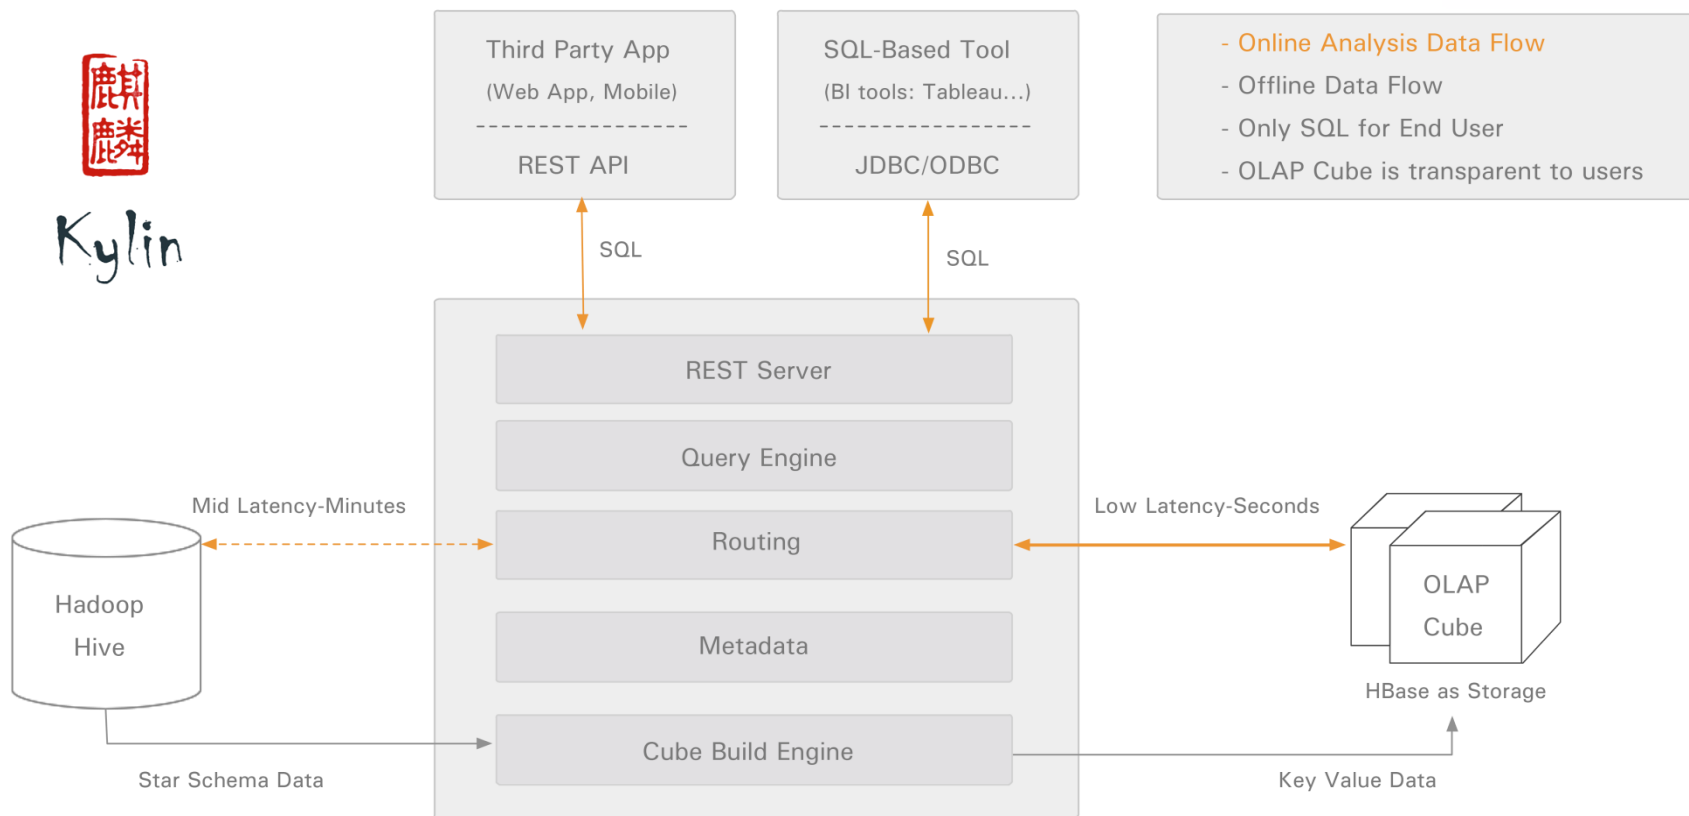 麒
麟
Kylin
Third Party App
(Web App, Mobile)
REST API
SQL-Based Tool
(BI tools: Tableau...)
JDBC/ODBC
- Online Analysis Data Flow
- Offline Data Flow
- Only SQL for End User
- OLAP Cube is transparent to users
SQL
SQL
REST Server
Query Engine
Mid Latency-Minutes
Routing
Low Latency-Seconds
Hadoop
Hive
OLAP
Cube
Metadata
HBase as Storage
Cube Build Engine
Star Schema Data
Key Value Data